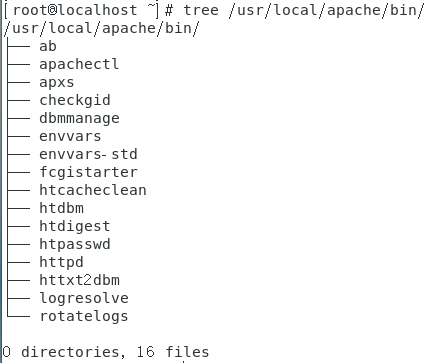 [root@localhost ~]# tree /usr/local/apache/bin/
/usr/local/apache/bin/
├── ab
├── apachectl
├── apxs
├── checkgid
├── dbmmanage
├── envvars
├── envvars-std
├── fcgistarter
├── htcacheclean
├── htdbm
├── htdigest
├── htpasswd
├── httpd
├── httxt2dbm
├── logresolve
└── rotatelogs
0 directories, 16 files